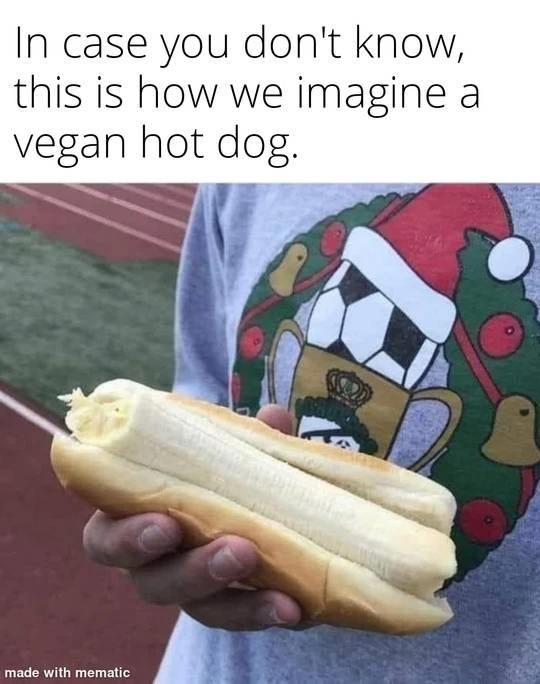 In case you don't know,
this is how we imagine a
vegan hot dog.
made with mematic